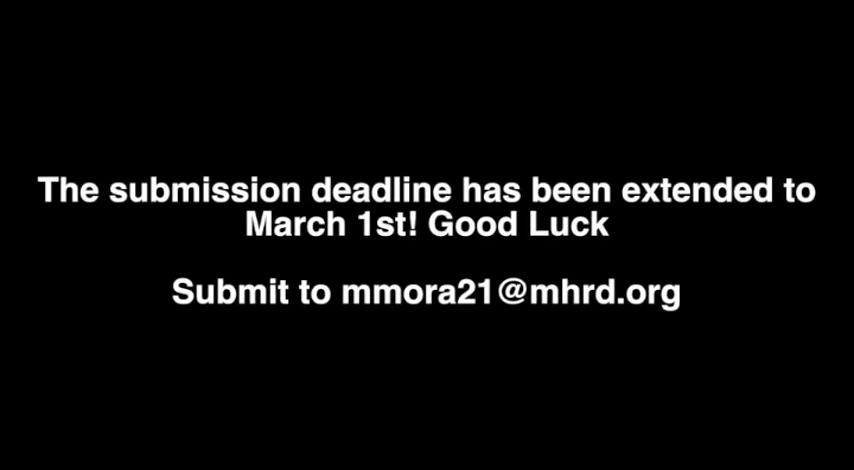 The submission deadline has been extended to
March 1st! Good Luck
Submit to mmora21@mhrd.org